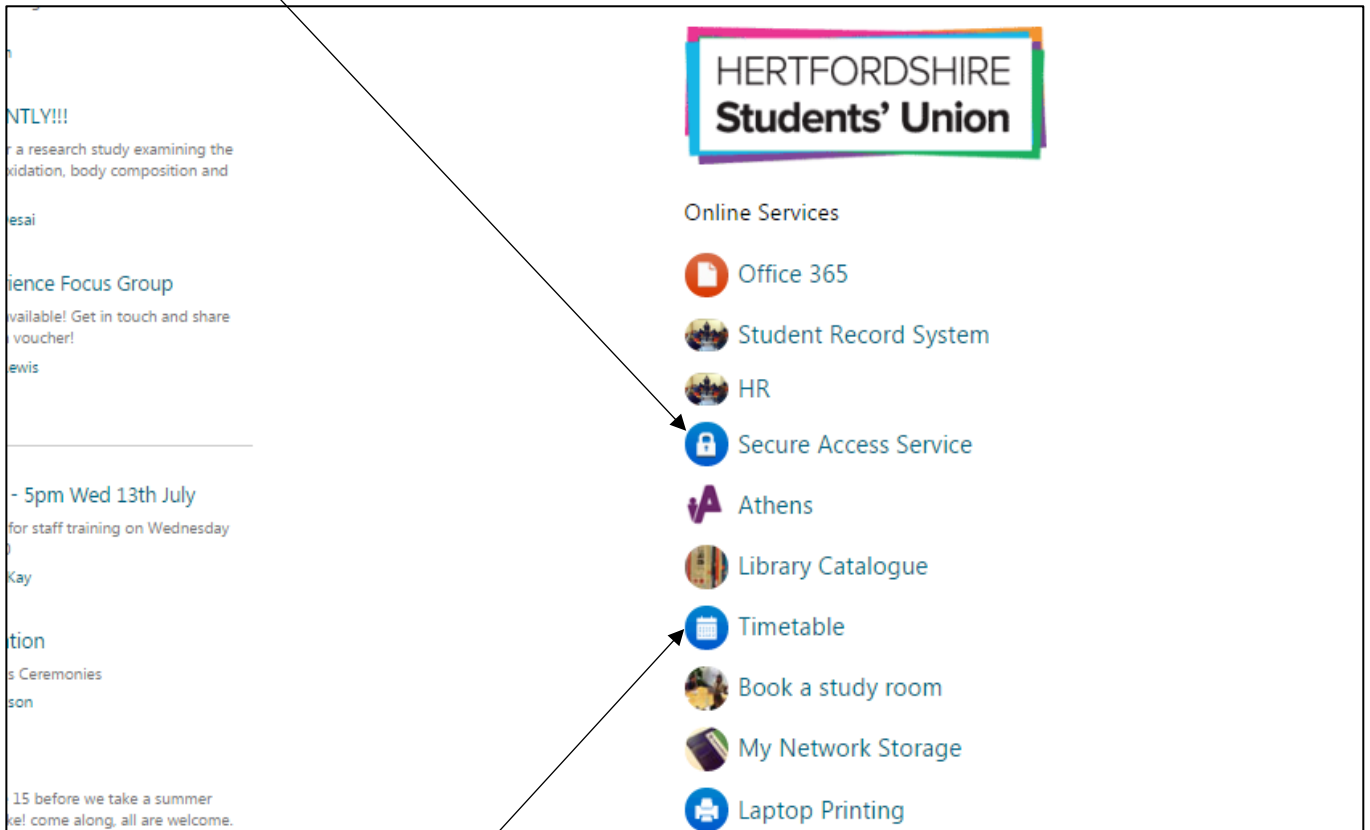 NTLY!!!
r a research study examining the
xidation, body composition and
esai
ience Focus Group
vailable! Get in touch and share
voucher!
ewis
- 5pm Wed 13th July
for staff training on Wednesday
Kay
tion
s Ceremonies
son
15 before we take a summer
ke! come along, all are welcome.
HERTFORDSHIRE
Students' Union
Online Services
Office 365
Student Record System
HR
Secure Access Service
Athens
Library Catalogue
Timetable
Book a study room
My Network Storage
Laptop Printing